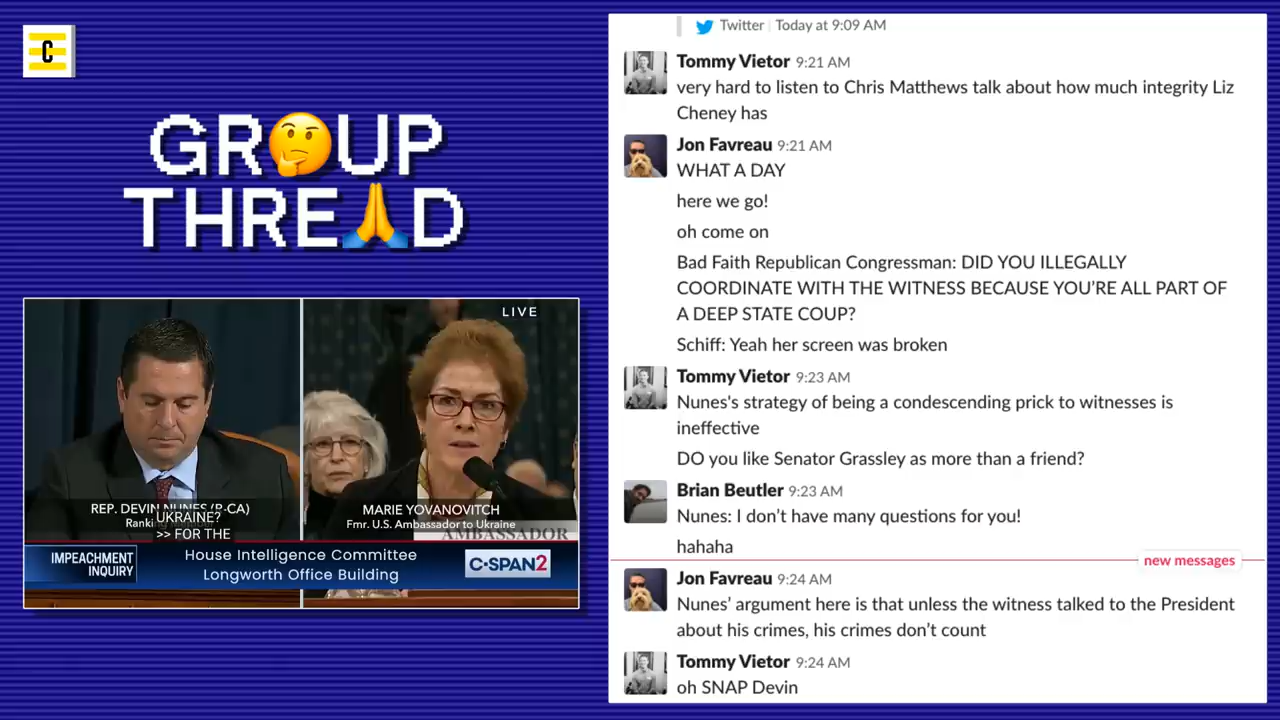 C
GR🤔UP
THRE🙏D
LIVE
REP. DEVIN NUNES (R-CA)
UKRAINE?
>> FOR THE
MARIE YOVANOVITCH
Fmr. U.S. Ambassador to Ukraine
AMBASSADOR
IMPEACHMENT
INQUIRY
House Intelligence Committee
Longworth Office Building
C-SPAN2
Twitter | Today at 9:09 AM
Tommy Vietor 9:21 AM
very hard to listen to Chris Matthews talk about how much integrity Liz
Cheney has
Jon Favreau 9:21 AM
WHAT A DAY
here we go!
oh come on
Bad Faith Republican Congressman: DID YOU ILLEGALLY
COORDINATE WITH THE WITNESS BECAUSE YOU’RE ALL PART OF
A DEEP STATE COUP?
Schiff: Yeah her screen was broken
Tommy Vietor 9:23 AM
Nunes's strategy of being a condescending prick to witnesses is
ineffective
DO you like Senator Grassley as more than a friend?
Brian Beutler 9:23 AM
Nunes: I don’t have many questions for you!
hahaha
new messages
Jon Favreau 9:24 AM
Nunes’ argument here is that unless the witness talked to the President
about his crimes, his crimes don’t count
Tommy Vietor 9:24 AM
oh SNAP Devin